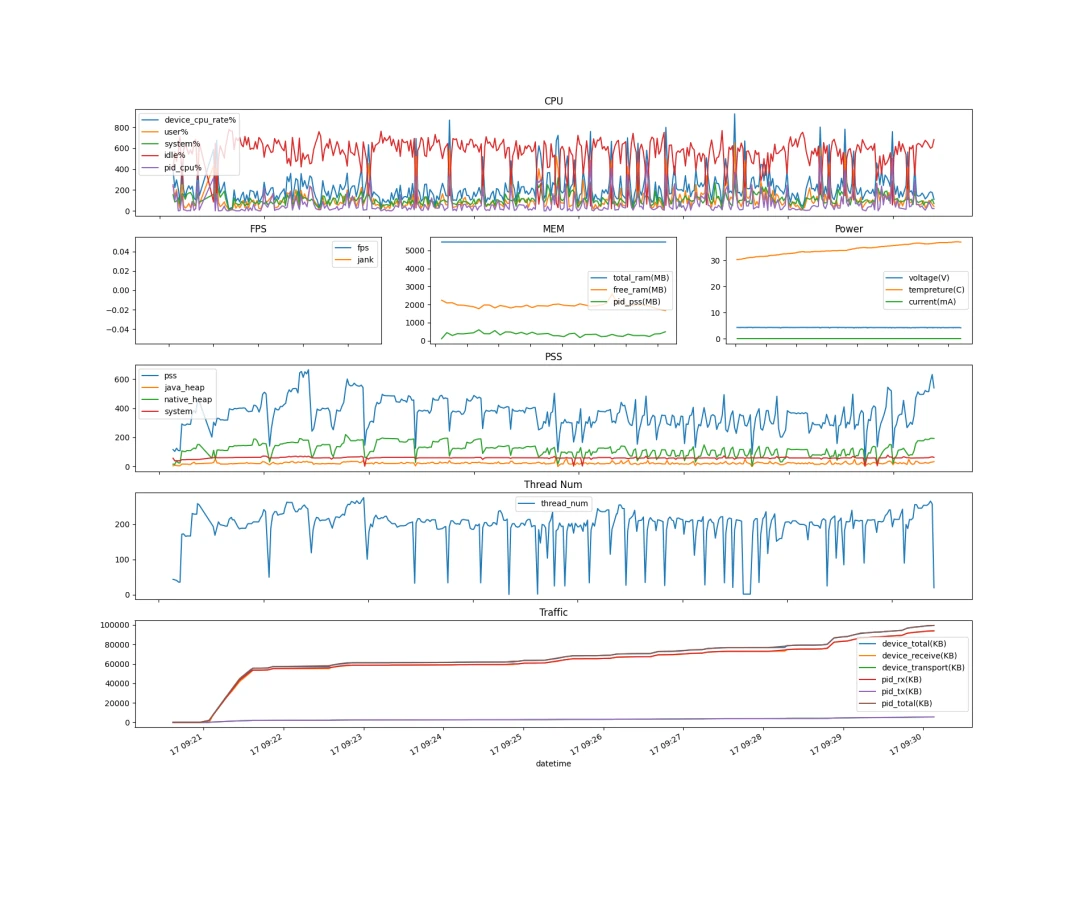 CPU
device_cpu_rate%
user%
system%
idle%
pid_cpu%
800
600
400
200
0
FPS
fps
jank
0.04
0.02
0.00
−0.02
−0.04
MEM
total_ram(MB)
free_ram(MB)
pid_pss(MB)
5000
4000
3000
2000
1000
0
Power
voltage(V)
tempreture(C)
current(mA)
30
20
10
0
PSS
pss
java_heap
native_heap
system
600
400
200
0
Thread Num
thread_num
200
100
0
Traffic
device_total(KB)
device_receive(KB)
device_transport(KB)
pid_rx(KB)
pid_tx(KB)
pid_total(KB)
100000
80000
60000
40000
20000
0
17 09:21
17 09:22
17 09:23
17 09:24
17 09:25
17 09:26
17 09:27
17 09:28
17 09:29
17 09:30
datetime